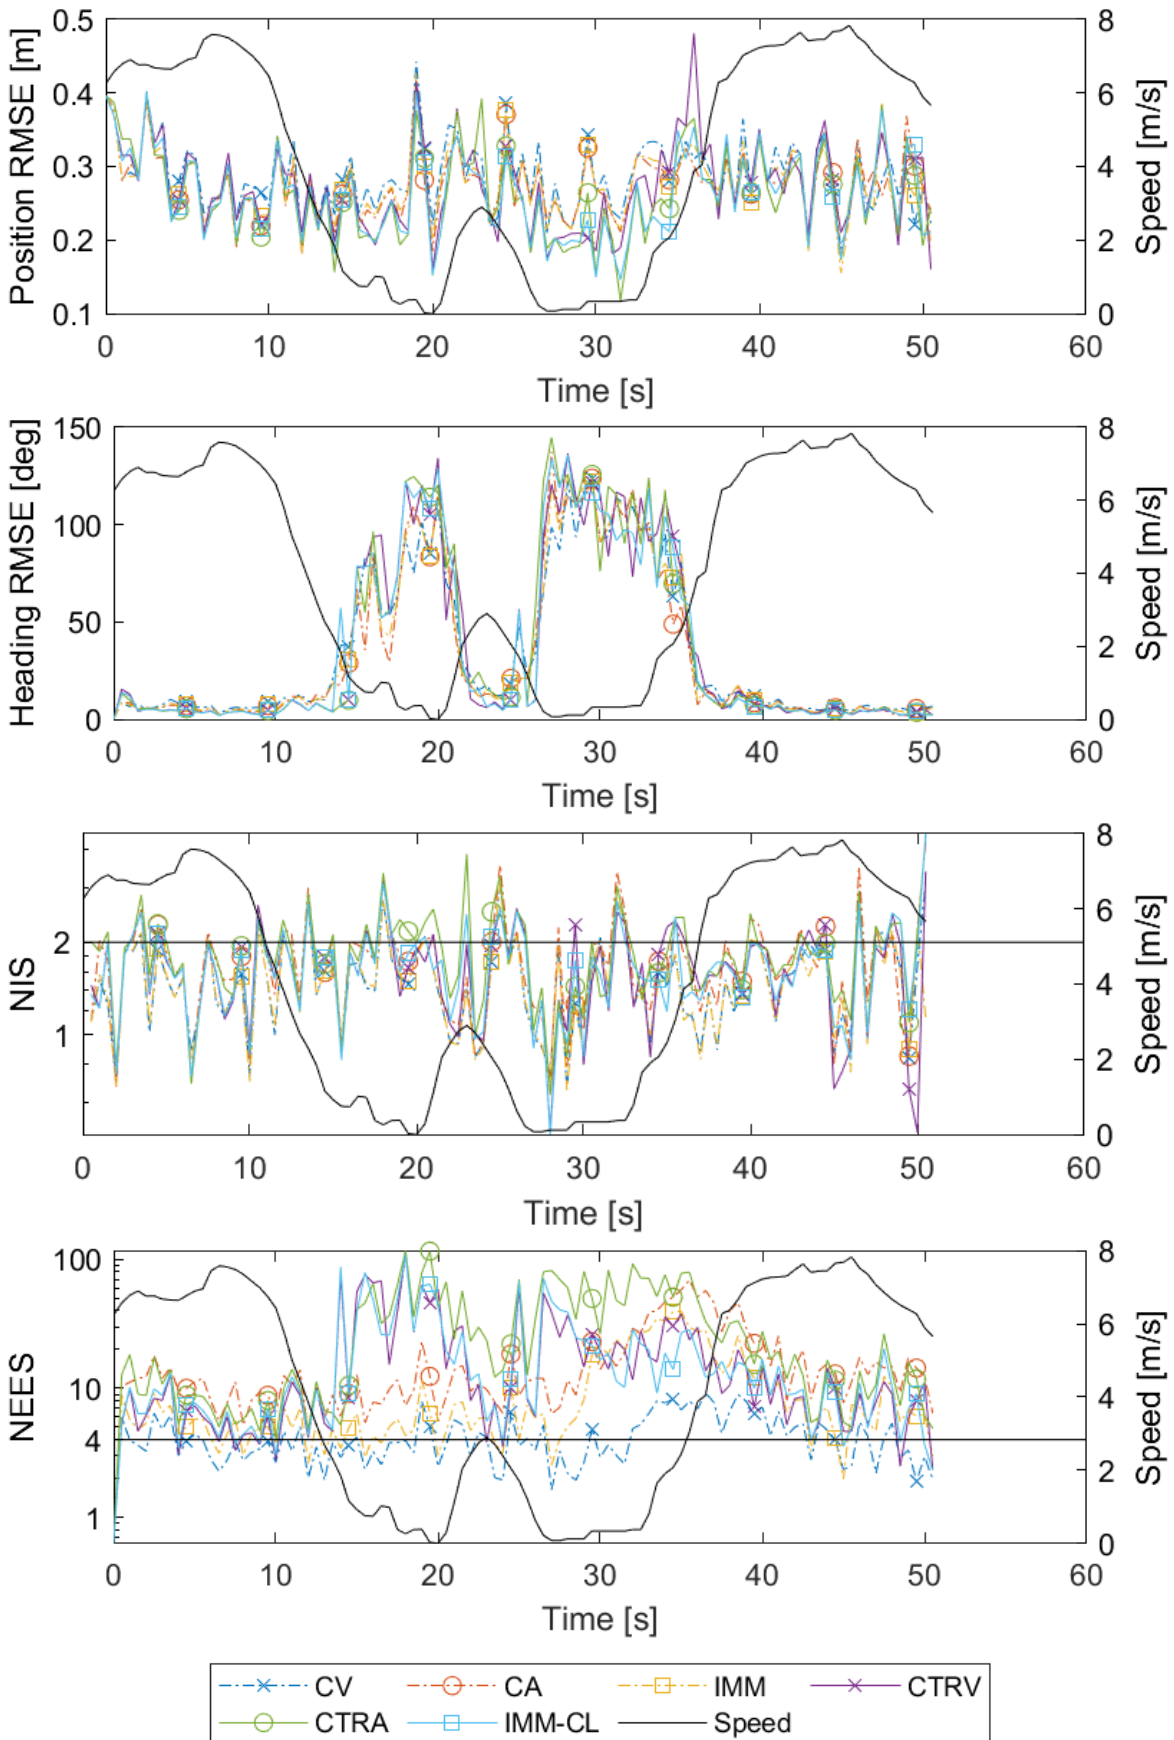 0.5
0.4
0.3
0.2
0.1
Position RMSE [m]
8
6
4
2
0
Speed [m/s]
0 10 20 30 40 50 60
Time [s]
150
100
50
0
Heading RMSE [deg]
8
6
4
2
0
Speed [m/s]
0 10 20 30 40 50 60
Time [s]
2
1
NIS
8
6
4
2
0
Speed [m/s]
0 10 20 30 40 50 60
Time [s]
100
10
4
1
NEES
8
6
4
2
0
Speed [m/s]
0 10 20 30 40 50 60
Time [s]
CV CA IMM CTRV
CTRA IMM-CL Speed